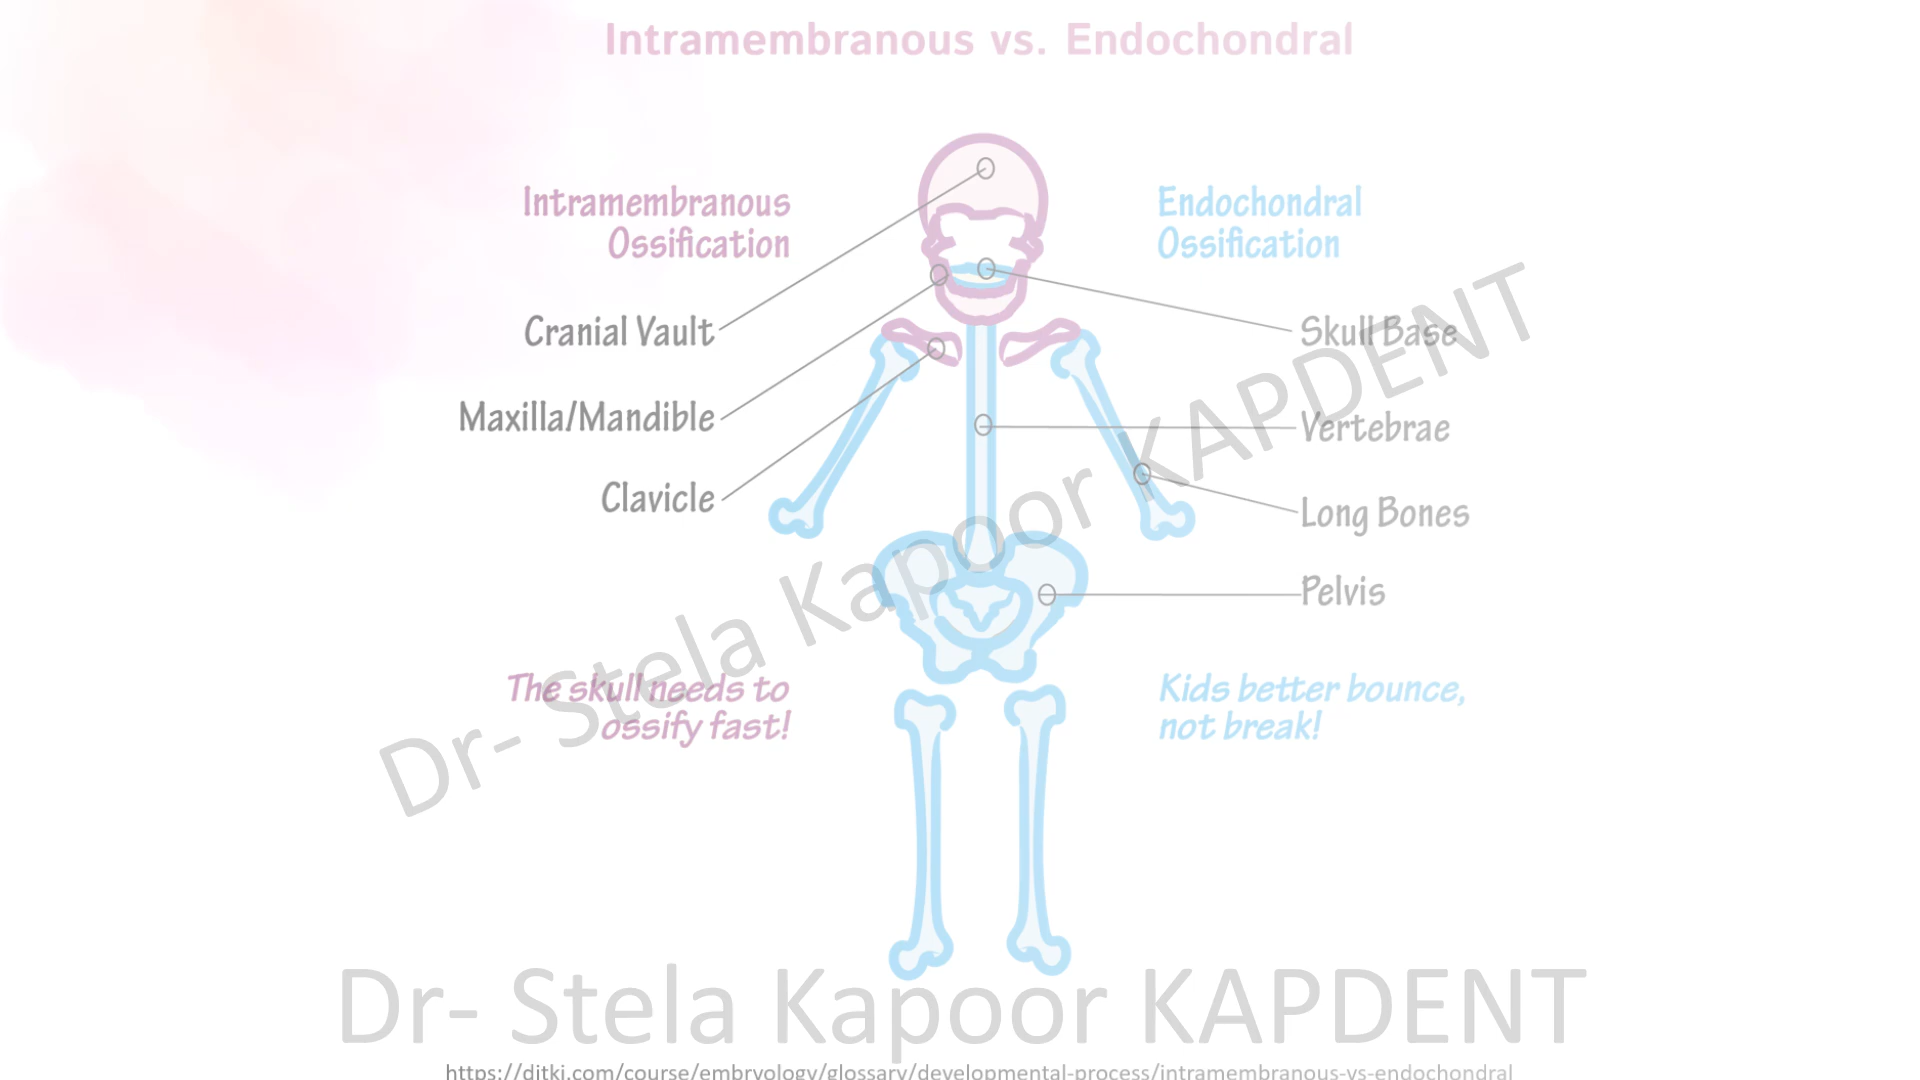 Intramembranous vs. Endochondral
Intramembranous
Ossification
Cranial Vault
Maxilla/Mandible
Clavicle
The skull needs to
ossify fast!
Endochondral
Ossification
Skull Base
Vertebrae
Long Bones
Pelvis
Kids better bounce,
not break!
Dr- Stela Kapoor KAPDENT
Dr- Stela Kapoor KAPDENT
https://ditki.com/course/embryology/glossary/developmental-process/intramembranous-vs-endochondral